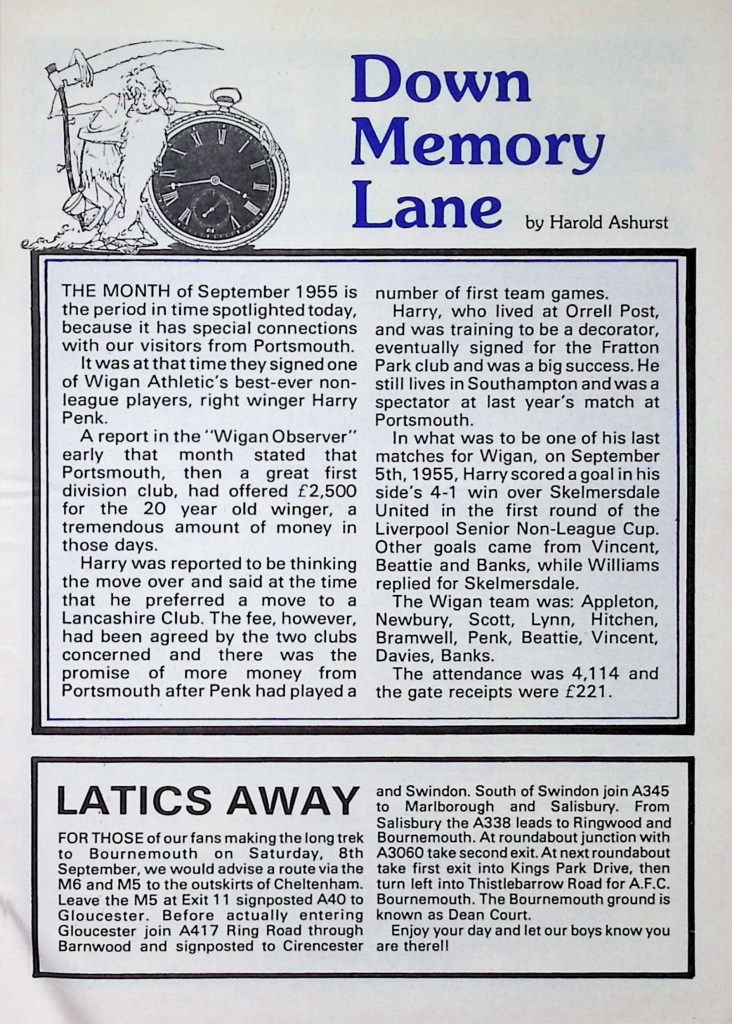 Down
Memory
Lane
by Harold Ashurst
THE MONTH of September 1955 is
the period in time spotlighted today,
because it has special connections
with our visitors from Portsmouth.
It was at that time they signed one
of Wigan Athletic's best-ever non-
league players, right winger Harry
Penk.
A report in the "Wigan Observer"
early that month stated that
Portsmouth, then a great first
division club, had offered £2,500
for the 20 year old winger, a
tremendous amount of money in
those days.
Harry was reported to be thinking
the move over and said at the time
that he preferred a move to a
Lancashire Club. The fee, however,
had been agreed by the two clubs
concerned and there was the
promise of more money from
Portsmouth after Penk had played a
number of first team games.
Harry, who lived at Orrell Post,
and was training to be a decorator,
eventually signed for the Fratton
Park club and was a big success. He
still lives in Southampton and was a
spectator at last year's match at
Portsmouth.
In what was to be one of his last
matches for Wigan, on September
5th, 1955, Harry scored a goal in his
side's 4-1 win over Skelmersdale
United in the first round of the
Liverpool Senior Non-League Cup.
Other goals came from Vincent,
Beattie and Banks, while Williams
replied for Skelmersdale.
The Wigan team was: Appleton,
Newbury, Scott, Lynn, Hitchen,
Bramwell, Penk, Beattie, Vincent,
Davies, Banks.
The attendance was 4,114 and
the gate receipts were £221.
LATICS AWAY
FOR THOSE of our fans making the long trek
to Bournemouth on Saturday, 8th
September, we would advise a route via the
M6 and M5 to the outskirts of Cheltenham.
Leave the M5 at Exit 11 signposted A40 to
Gloucester. Before actually entering
Gloucester join A417 Ring Road through
Barnwood and signposted to Cirencester
and Swindon. South of Swindon join A345
to Marlborough and Salisbury. From
Salisbury the A338 leads to Ringwood and
Bournemouth. At roundabout junction with
A3060 take second exit. At next roundabout
take first exit into Kings Park Drive, then
turn left into Thistlebarrow Road for A.F.C.
Bournemouth. The Bournemouth ground is
known as Dean Court.
Enjoy your day and let our boys know you
are there!!